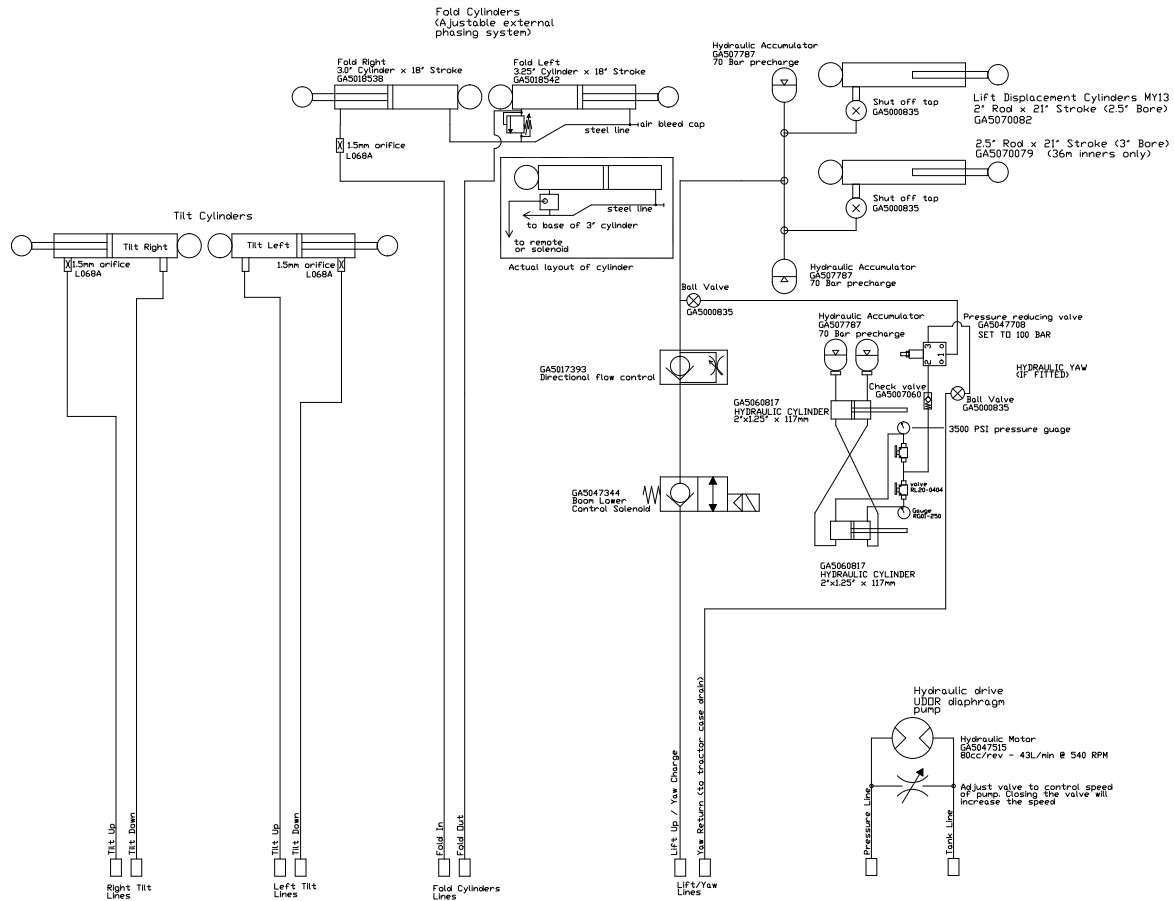 Fold Cylinders
(Ajustable external
phasing system)
Fold Right
3.0" Cylinder x 18" Stroke
GA5018538
Fold Left
3.25" Cylinder x 18" Stroke
GA5018542
steel line
air bleed cap
1.5mm orifice
L068A
steel line
to base of 3" cylinder
to remote
or solenoid
Actual layout of cylinder
Hydraulic Accumulator
GA507787
70 Bar precharge
Shut off tap
GA5000835
Lift Displacement Cylinders MY13
2" Rod x 21" Stroke (2.5" Bore)
GA5070082
2.5" Rod x 21" Stroke (3" Bore)
GA5070079 (36m inners only)
Shut off tap
GA5000835
Hydraulic Accumulator
GA507787
70 Bar precharge
Tilt Cylinders
Tilt Right
Tilt Left
1.5mm orifice
L068A
1.5mm orifice
L068A
Ball Valve
GA5000835
Hydraulic Accumulator
GA507787
70 Bar precharge
Pressure reducing valve
GA5047708
SET TO 100 BAR
3
2
1
0
0
HYDRAULIC YAW
(IF FITTED)
GA5017393
Directional flow control
Check valve
GA5007060
Ball Valve
GA5000835
GA5060817
HYDRAULIC CYLINDER
2"x1.25" x 117mm
3500 PSI pressure guage
valve
RL20-0404
Gauge
RG01-250
GA5047344
Boom Lower
Control Solenoid
GA5060817
HYDRAULIC CYLINDER
2"x1.25" x 117mm
Hydraulic drive
UDOR diaphragm
pump
Hydraulic Motor
GA5047515
80cc/rev - 43L/min @ 540 RPM
Adjust valve to control speed
of pump. Closing the valve will
increase the speed
Pressure Line
Tank Line
Tilt Up
Tilt Down
Right Tilt
Lines
Tilt Up
Tilt Down
Left Tilt
Lines
Fold In
Fold Out
Fold Cylinders
Lines
Lift Up / Yaw Charge
Yaw Return (to tractor case drain)
Lift/Yaw
Lines